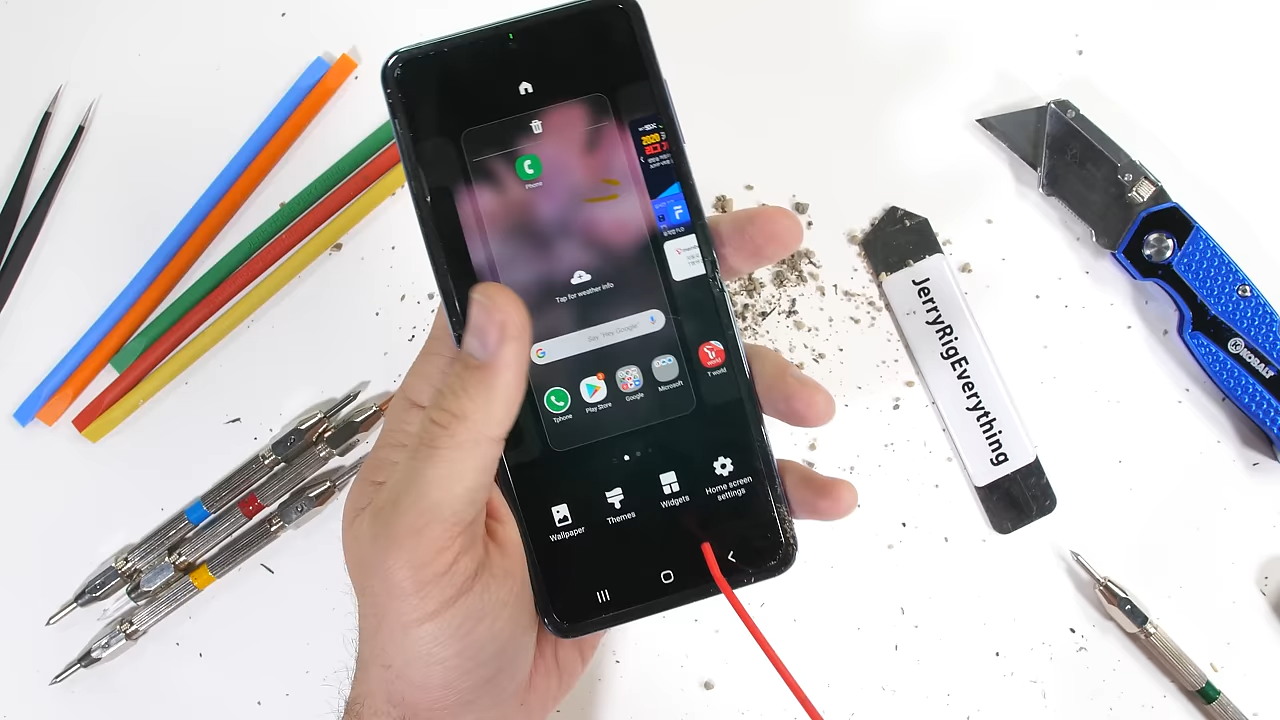 2020
Phone
Tap for weather info
G
Say "Hey Google"
Tphone
Play Store
Google
Microsoft
T world
Wallpaper
Themes
Widgets
Home screen
settings
JerryRigEverything
KOBALT